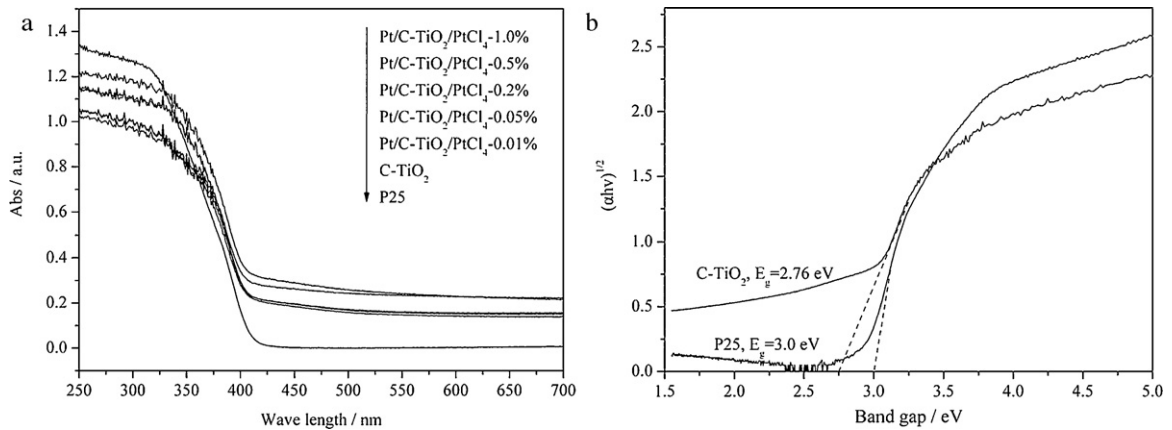 a
1.4
1.2
1.0
0.8
0.6
0.4
0.2
0.0
Abs / a.u.
250 300 350 400 450 500 550 600 650 700
Wave length / nm
Pt/C-TiO₂/PtCl₄-1.0%
Pt/C-TiO₂/PtCl₄-0.5%
Pt/C-TiO₂/PtCl₄-0.2%
Pt/C-TiO₂/PtCl₄-0.05%
Pt/C-TiO₂/PtCl₄-0.01%
C-TiO₂
P25
b
2.5
2.0
1.5
1.0
0.5
0.0
(αhv)^1/2
C-TiO₂, E_g=2.76 eV
P25, E_g=3.0 eV
1.5 2.0 2.5 3.0 3.5 4.0 4.5 5.0
Band gap / eV